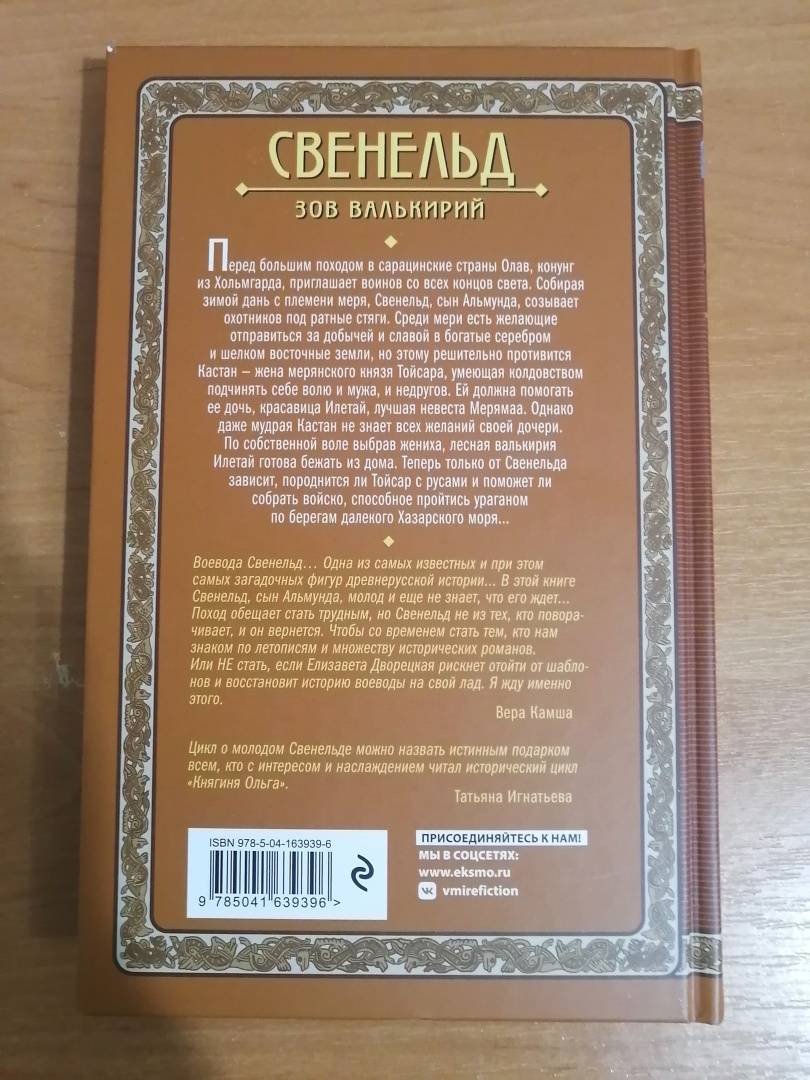 СВЕНЕЛЬД
ЗОВ ВАЛЬКИРИЙ
Перед большим походом в сарацинские страны Олав, конунг
из Хольмгарда, приглашает воинов со всех концов света. Собирая
зимой дань с племени меря, Свенельд, сын Альмунда, созывает
охотников под ратные стяги. Среди мери есть желающие
отправиться за добычей и славой в богатые серебром
и шелком восточные земли, но этому решительно противится
Кастан – жена мерянского князя Тойсара, умеющая колдовством
подчинять себе волю и мужа, и недругов. Ей должна помогать
ее дочь, красавица Илетай, лучшая невеста Мерямаа. Однако
даже мудрая Кастан не знает всех желаний своей дочери.
По собственной воле выбрав жениха, лесная валькирия
Илетай готова бежать из дома. Теперь только от Свенельда
зависит, породнится ли Тойсар с русами и поможет ли
собрать войско, способное пройтись ураганом
по берегам далекого Хазарского моря...
Воевода Свенельд... Одна из самых известных и при этом
самых загадочных фигур древнерусской истории... В этой книге
Свенельд, сын Альмунда, молод и еще не знает, что его ждет...
Поход обещает стать трудным, но Свенельд не из тех, кто повора-
чивает, и он вернется. Чтобы со временем стать тем, кто нам
знаком по летописям и множеству исторических романов.
Или НЕ стать, если Елизавета Дворецкая рискнет отойти от шабло-
нов и восстановит историю воеводы на свой лад. Я жду именно
этого.
Вера Камша
Цикл о молодом Свенельде можно назвать истинным подарком
всем, кто с интересом и наслаждением читал исторический цикл
«Княгиня Ольга».
Татьяна Игнатьева
ISBN 978-5-04-163939-6
9 785041 639396 >
ПРИСОЕДИНЯЙТЕСЬ К НАМ!
МЫ В СОЦСЕТЯХ:
www.eksmo.ru
vmirefiction